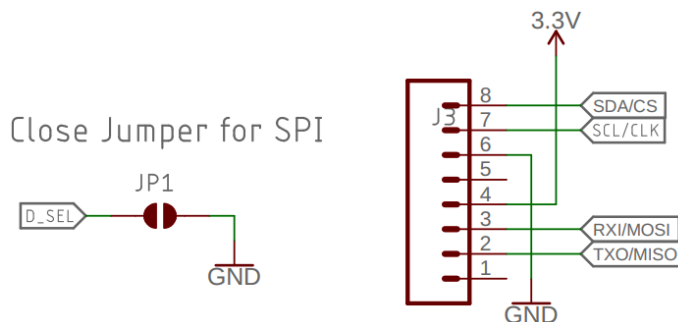 3.3V
8
SDA/CS
J3
7
SCL/CLK
Close Jumper for SPI
6
5
JP1
4
D_SEL
3
RXI/MOSI
2
TXO/MISO
1
GND
GND